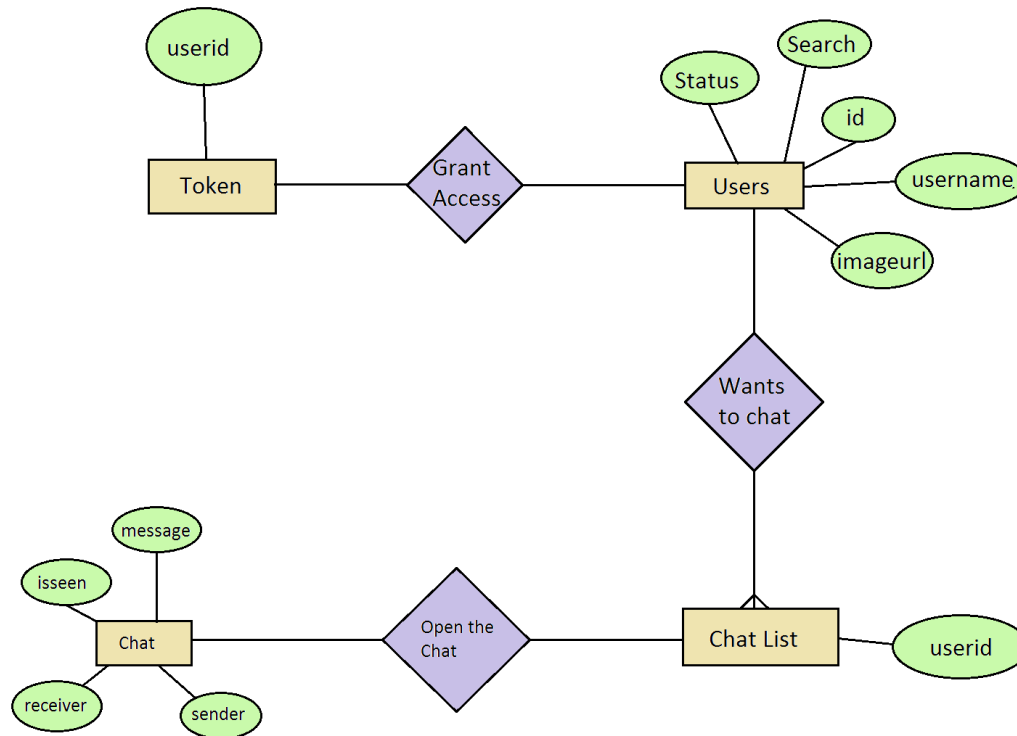 userid
Search
Status
id
Token
Grant
Access
Users
username
imageurl
Wants
to chat
message
isseen
Chat
Open the
Chat
Chat List
userid
receiver
sender